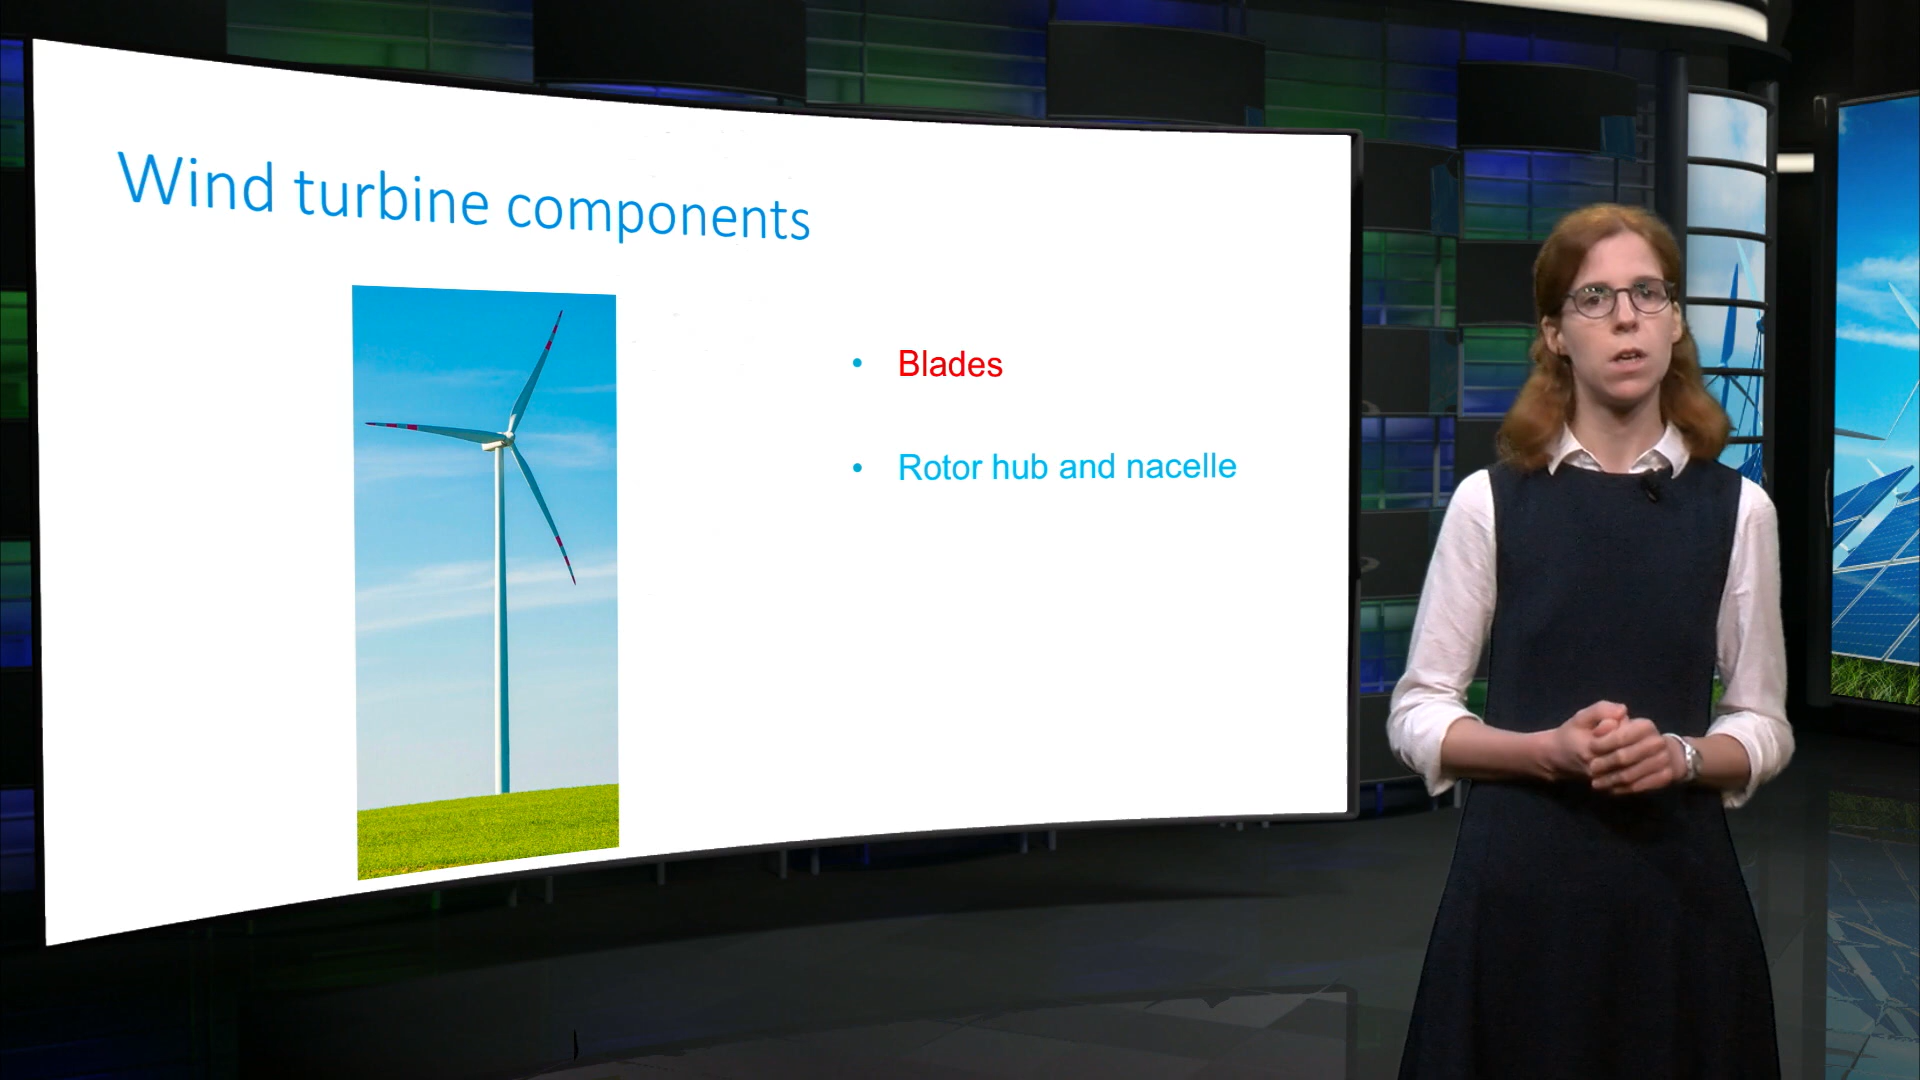 Wind turbine components
• Blades
• Rotor hub and nacelle